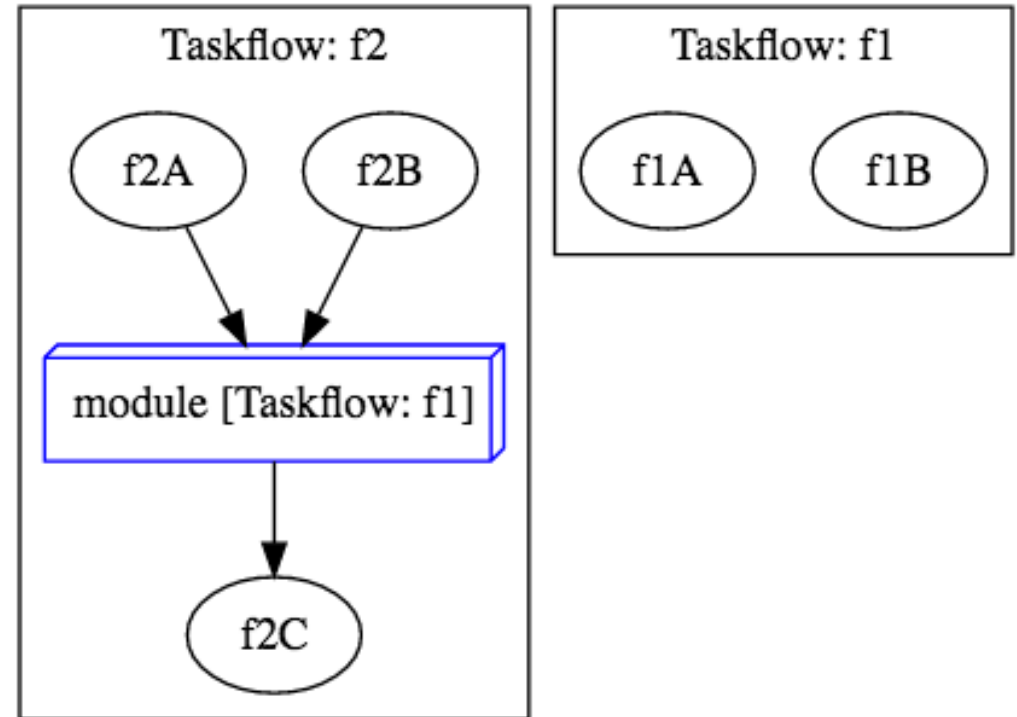 Taskflow: f2
f2A
f2B
module [Taskflow: f1]
f2C
Taskflow: f1
f1A
f1B